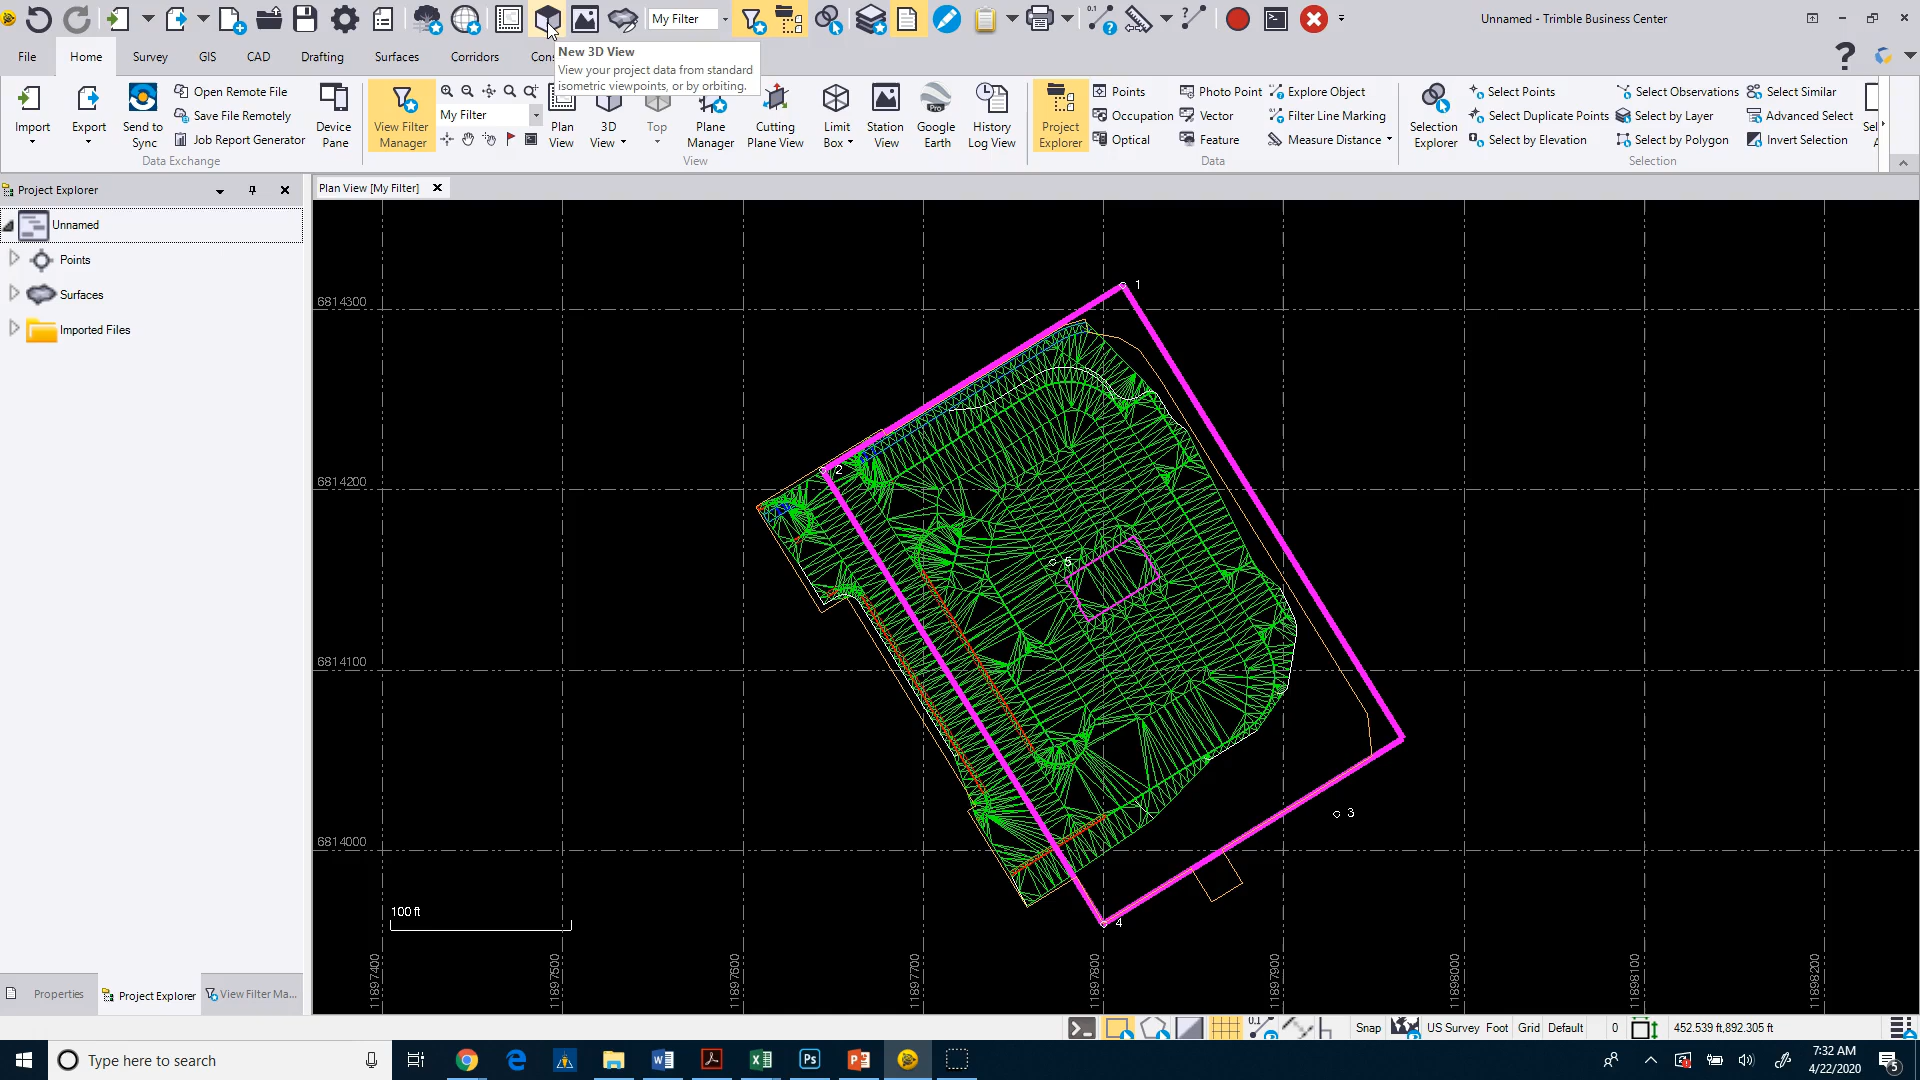 My Filter
Unnamed - Trimble Business Center
File
Home
Survey
GIS
CAD
Drafting
Surfaces
Corridors
New 3D View
View your project data from standard
isometric viewpoints, or by orbiting.
Import
Export
Send to
Sync
Open Remote File
Save File Remotely
Job Report Generator
Device
Pane
Data Exchange
View Filter
Manager
My Filter
Plan
View
3D
View
Top
Plane
Manager
Cutting
Plane View
Limit
Box
Station
View
Google
Earth
History
Log View
View
Project
Explorer
Points
Occupation
Optical
Photo Point
Vector
Feature
Explore Object
Filter Line Marking
Measure Distance
Data
Selection
Explorer
Select Points
Select Duplicate Points
Select by Elevation
Select Observations
Select by Layer
Select by Polygon
Select Similar
Advanced Select
Invert Selection
Selection
Project Explorer
Unnamed
Points
Surfaces
Imported Files
Plan View [My Filter]
6814300
6814200
6814100
6814000
1
2
5
3
4
100 ft
11897400
11897500
11897600
11897700
11897800
11897900
11898000
11898100
11898200
Properties
Project Explorer
View Filter Ma...
Snap
US Survey Foot
Grid
Default
0
452.539 ft,892.305 ft
Type here to search
7:32 AM
4/22/2020
5